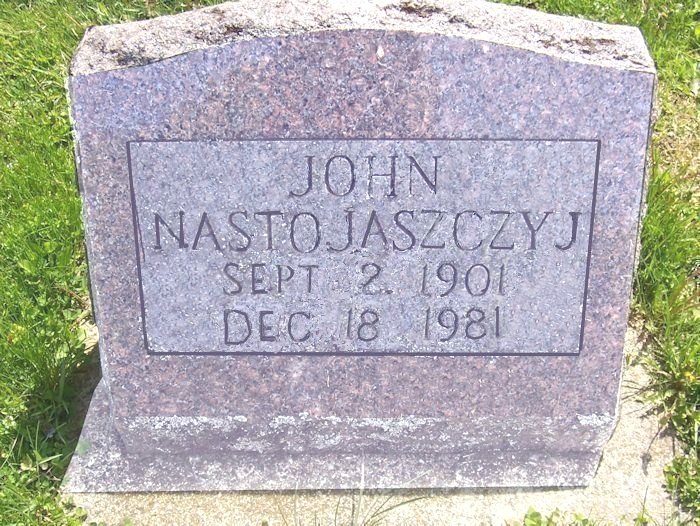 JOHN
NASTOJASZCZYJ
SEPT 2. 1901
DEC 18 1981